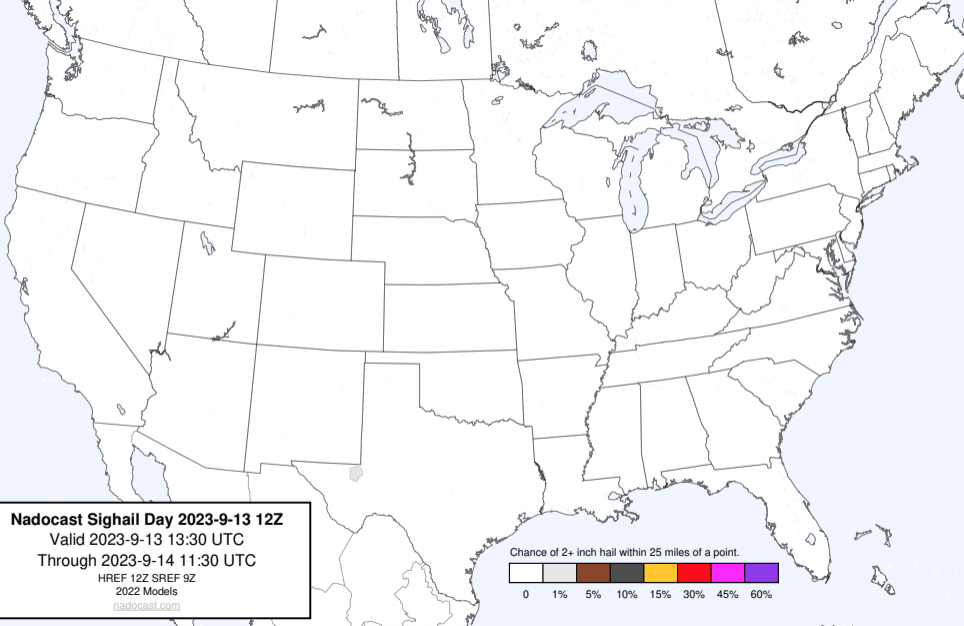 Nadocast Sighail Day 2023-9-13 12Z
Valid 2023-9-13 13:30 UTC
Through 2023-9-14 11:30 UTC
HREF 12Z SREF 9Z
2022 Models
nadocast.com
Chance of 2+ inch hail within 25 miles of a point.
0 1% 5% 10% 15% 30% 45% 60%